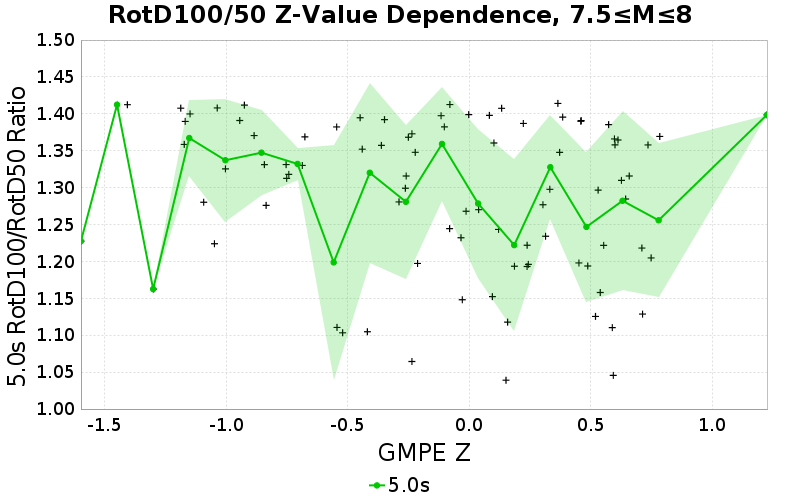 RotD100/50 Z-Value Dependence, 7.5≤M≤8
5.0s RotD100/RotD50 Ratio
1.50
1.45
1.40
1.35
1.30
1.25
1.20
1.15
1.10
1.05
1.00
-1.5 -1.0 -0.5 0.0 0.5 1.0
GMPE Z
5.0s